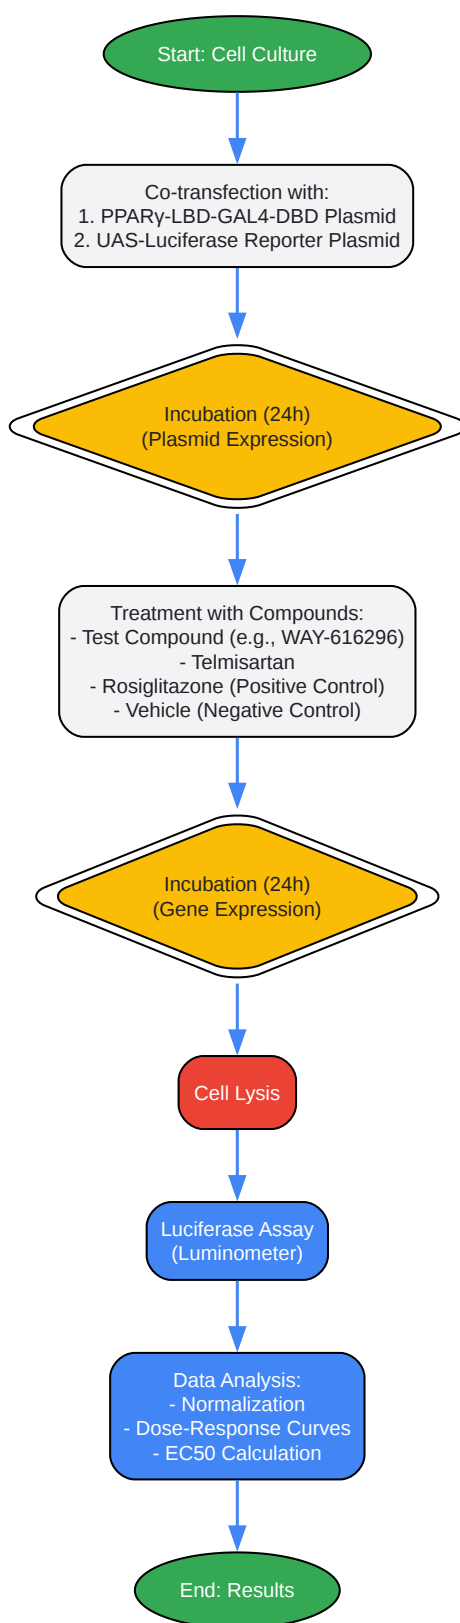 Start: Cell Culture
Co-transfection with:
1. PPARγ-LBD-GAL4-DBD Plasmid
2. UAS-Luciferase Reporter Plasmid
Incubation (24h)
(Plasmid Expression)
Treatment with Compounds:
- Test Compound (e.g., WAY-616296)
- Telmisartan
- Rosiglitazone (Positive Control)
- Vehicle (Negative Control)
Incubation (24h)
(Gene Expression)
Cell Lysis
Luciferase Assay
(Luminometer)
Data Analysis:
- Normalization
- Dose-Response Curves
- EC50 Calculation
End: Results